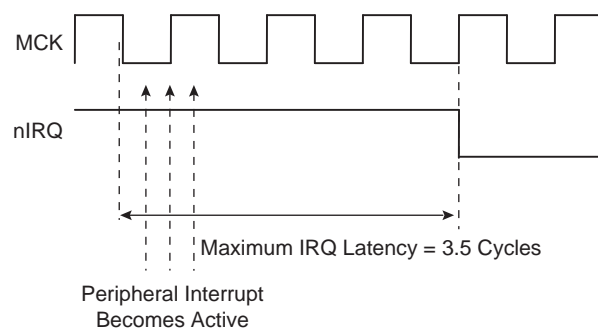 MCK
nIRQ
Maximum IRQ Latency = 3.5 Cycles
Peripheral Interrupt
Becomes Active